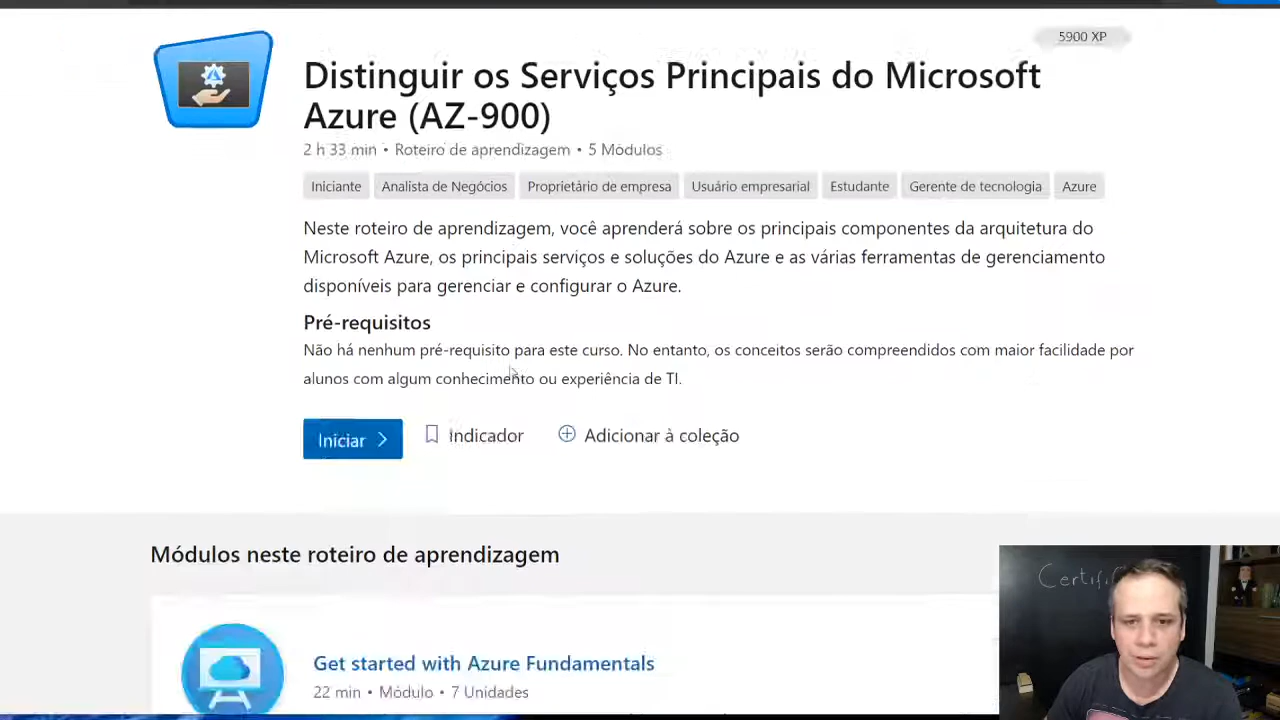 5900 XP
Distinguir os Serviços Principais do Microsoft
Azure (AZ-900)
2 h 33 min • Roteiro de aprendizagem • 5 Módulos
Iniciante Analista de Negócios Proprietário de empresa Usuário empresarial Estudante Gerente de tecnologia Azure
Neste roteiro de aprendizagem, você aprenderá sobre os principais componentes da arquitetura do
Microsoft Azure, os principais serviços e soluções do Azure e as várias ferramentas de gerenciamento
disponíveis para gerenciar e configurar o Azure.
Pré-requisitos
Não há nenhum pré-requisito para este curso. No entanto, os conceitos serão compreendidos com maior facilidade por
alunos com algum conhecimento ou experiência de TI.
Iniciar Indicador Adicionar à coleção
Módulos neste roteiro de aprendizagem
Get started with Azure Fundamentals
22 min • Módulo • 7 Unidades